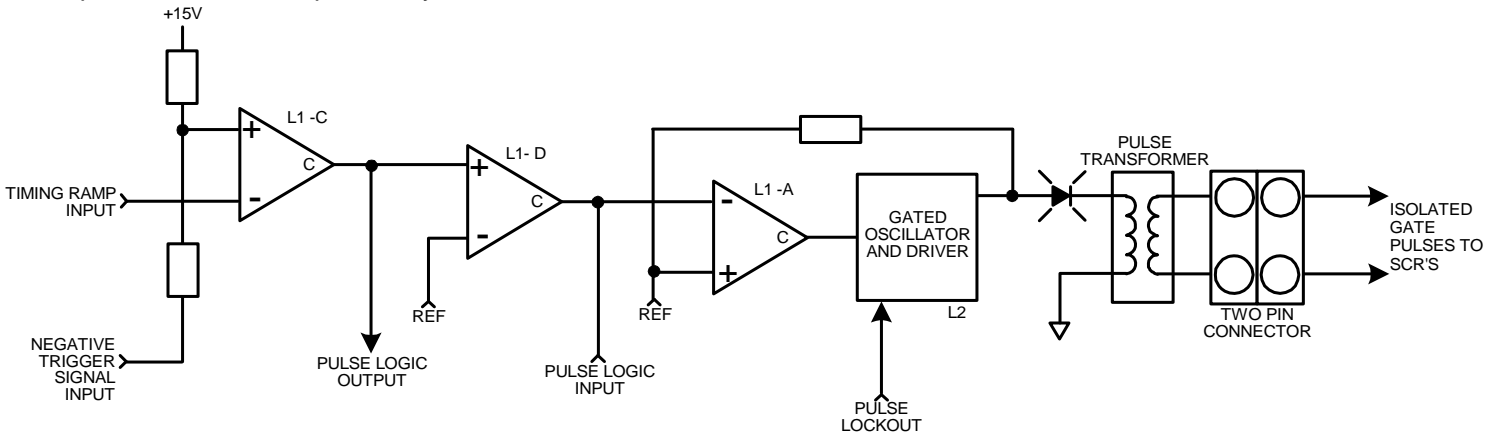 +15V
L1 -C
+
-
C
TIMING RAMP
INPUT
NEGATIVE
TRIGGER
SIGNAL
INPUT
PULSE LOGIC
OUTPUT
L1- D
+
-
C
REF
PULSE LOGIC
INPUT
REF
L1 -A
-
+
C
GATED
OSCILLATOR
AND DRIVER
L2
PULSE
LOCKOUT
PULSE
TRANSFORMER
TWO PIN
CONNECTOR
ISOLATED
GATE
PULSES TO
SCR'S